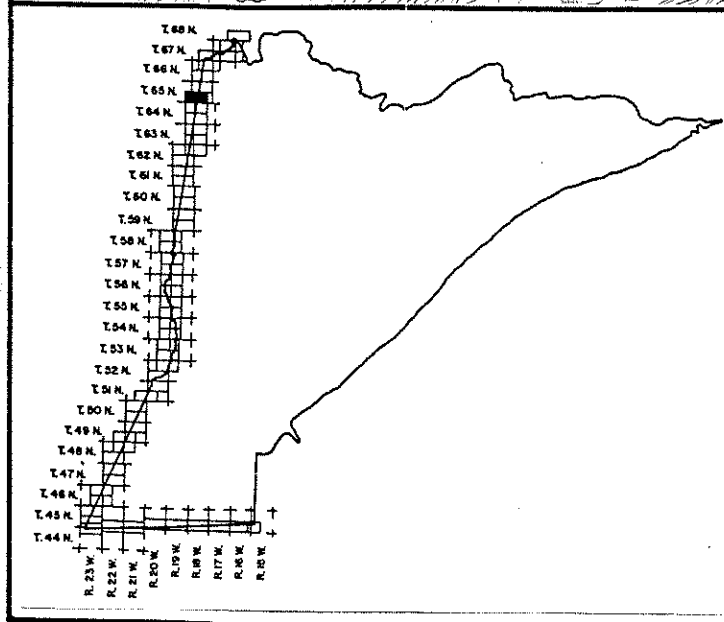 T. 68 N.
T. 67 N.
T. 66 N.
T. 65 N.
T. 64 N.
T. 63 N.
T. 62 N.
T. 61 N.
T. 60 N.
T. 59 N.
T. 58 N.
T. 57 N.
T. 56 N.
T. 55 N.
T. 54 N.
T. 53 N.
T. 52 N.
T. 51 N.
T. 50 N.
T. 49 N.
T. 48 N.
T. 47 N.
T. 46 N.
T. 45 N.
T. 44 N.
R. 23 W.
R. 22 W.
R. 21 W.
R. 20 W.
R. 19 W.
R. 18 W.
R. 17 W.
R. 16 W.
R. 15 W.